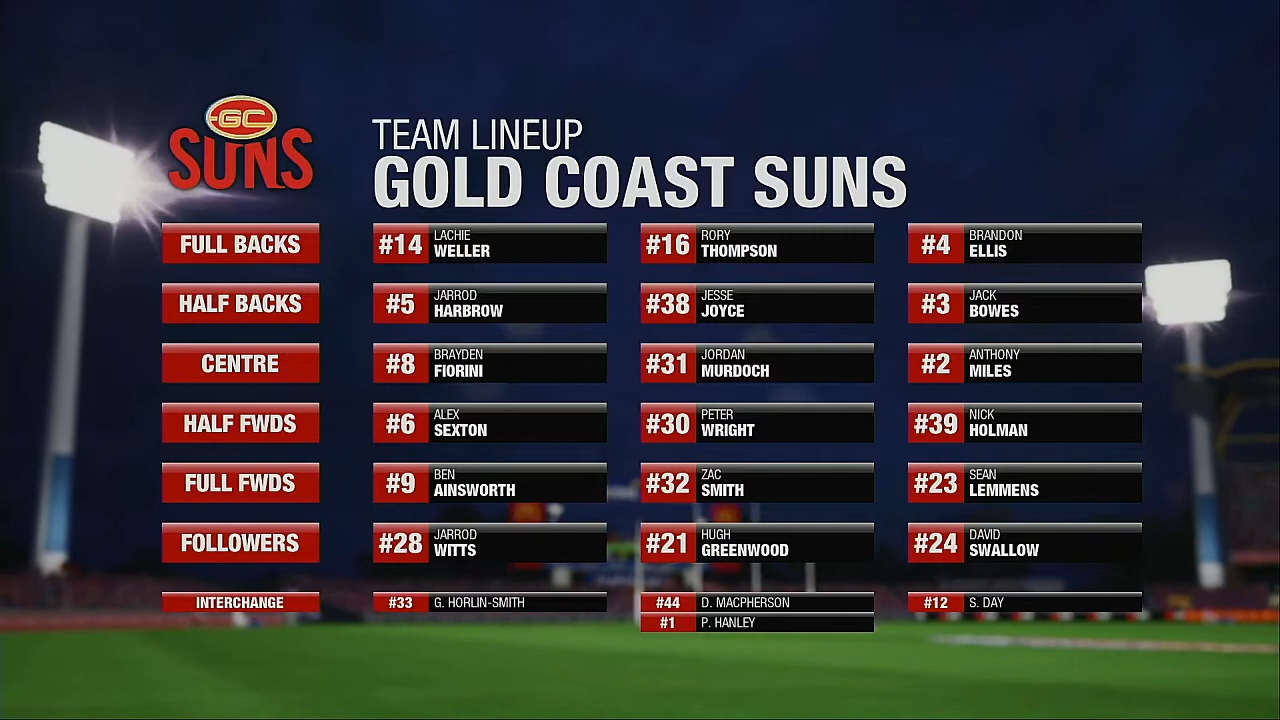 GC
SUNS
TEAM LINEUP
GOLD COAST SUNS
FULL BACKS
#14 LACHIE WELLER
#16 RORY THOMPSON
#4 BRANDON ELLIS
HALF BACKS
#5 JARROD HARBROW
#38 JESSE JOYCE
#3 JACK BOWES
CENTRE
#8 BRAYDEN FIORINI
#31 JORDAN MURDOCH
#2 ANTHONY MILES
HALF FWDS
#6 ALEX SEXTON
#30 PETER WRIGHT
#39 NICK HOLMAN
FULL FWDS
#9 BEN AINSWORTH
#32 ZAC SMITH
#23 SEAN LEMMENS
FOLLOWERS
#28 JARROD WITTS
#21 HUGH GREENWOOD
#24 DAVID SWALLOW
INTERCHANGE
#33 G. HORLIN-SMITH
#44 D. MACPHERSON
#12 S. DAY
#1 P. HANLEY